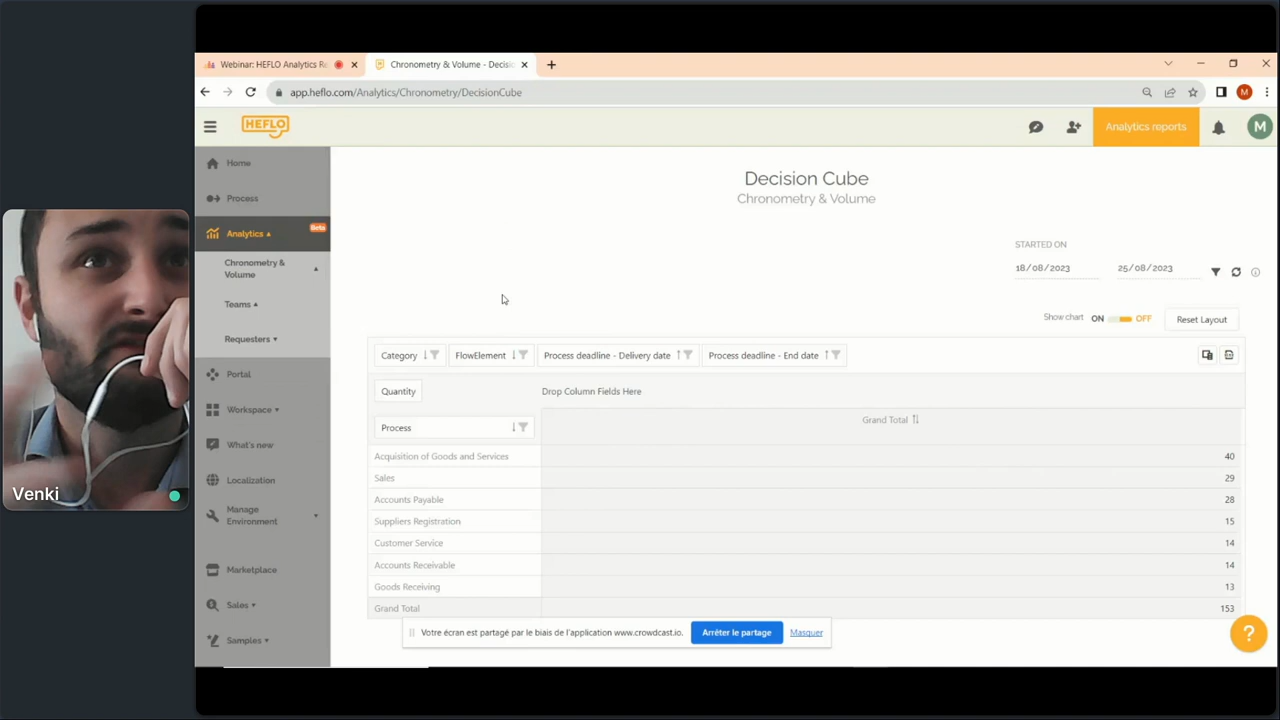 Webinar: HEFLO Analytics Re
Chronometry & Volume - Decisio
app.heflo.com/Analytics/Chronometry/DecisionCube
M
HEFLO
Analytics reports
M
Home
Process
Analytics
Beta
Chronometry &
Volume
Teams
Requesters
Portal
Workspace
What's new
Localization
Manage
Environment
Marketplace
Sales
Samples
Venki
Decision Cube
Chronometry & Volume
STARTED ON
18/08/2023 25/08/2023
Show chart ON OFF Reset Layout
Category FlowElement Process deadline - Delivery date Process deadline - End date
Quantity Drop Column Fields Here
Process Grand Total
Acquisition of Goods and Services 40
Sales 29
Accounts Payable 28
Suppliers Registration 15
Customer Service 14
Accounts Receivable 14
Goods Receiving 13
Grand Total 153
Votre écran est partagé par le biais de l'application www.crowdcast.io. Arrêter le partage Masquer
?